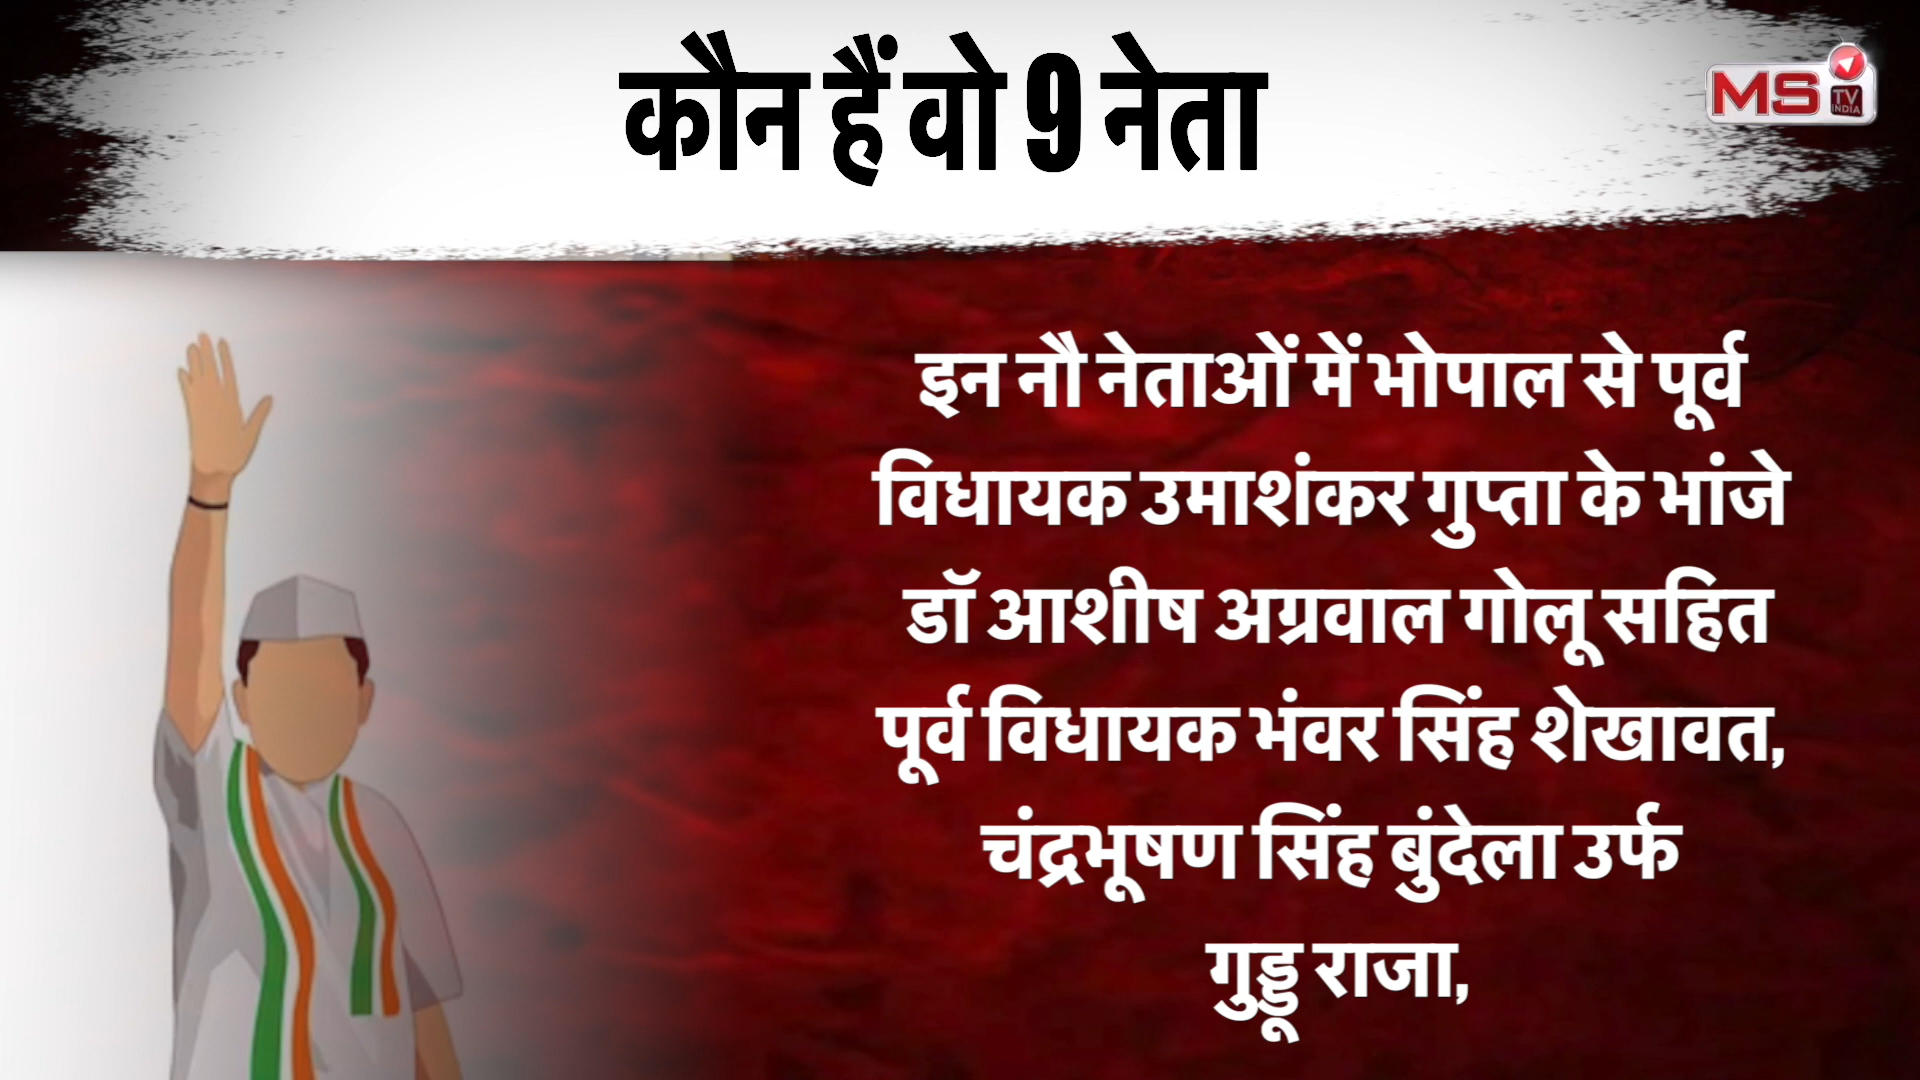 कौन हैं वो 9 नेता
MS
TV
INDIA
इन नौ नेताओं में भोपाल से पूर्व
विधायक उमाशंकर गुप्ता के भांजे
डॉ आशीष अग्रवाल गोलू सहित
पूर्व विधायक भंवर सिंह शेखावत,
चंद्रभूषण सिंह बुंदेला उर्फ
गुड्डू राजा,